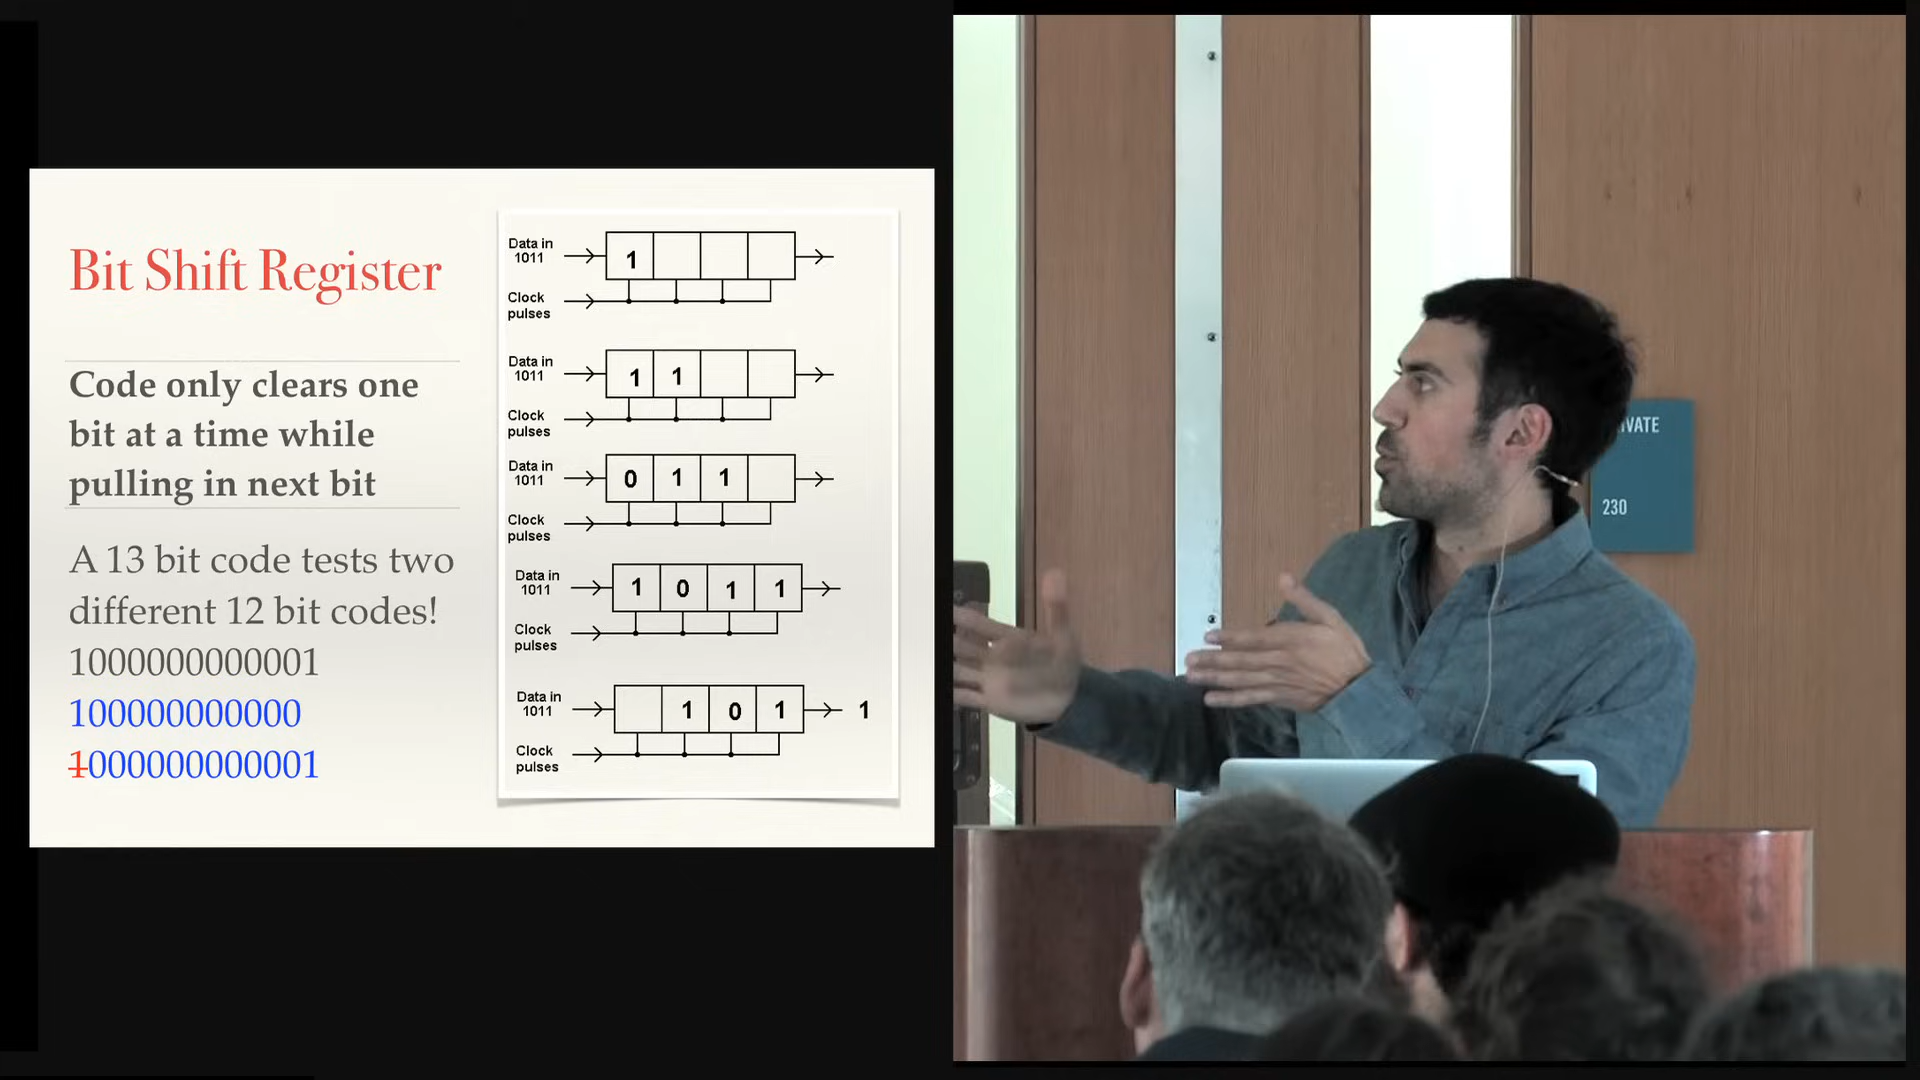 Bit Shift Register
Code only clears one
bit at a time while
pulling in next bit
A 13 bit code tests two
different 12 bit codes!
1000000000001
100000000000
1000000000001
Data in
1011
1
Clock
pulses
Data in
1011
1 1
Clock
pulses
Data in
1011
0 1 1
Clock
pulses
Data in
1011
1 0 1 1
Clock
pulses
Data in
1011
1 0 1 1
Clock
pulses
230